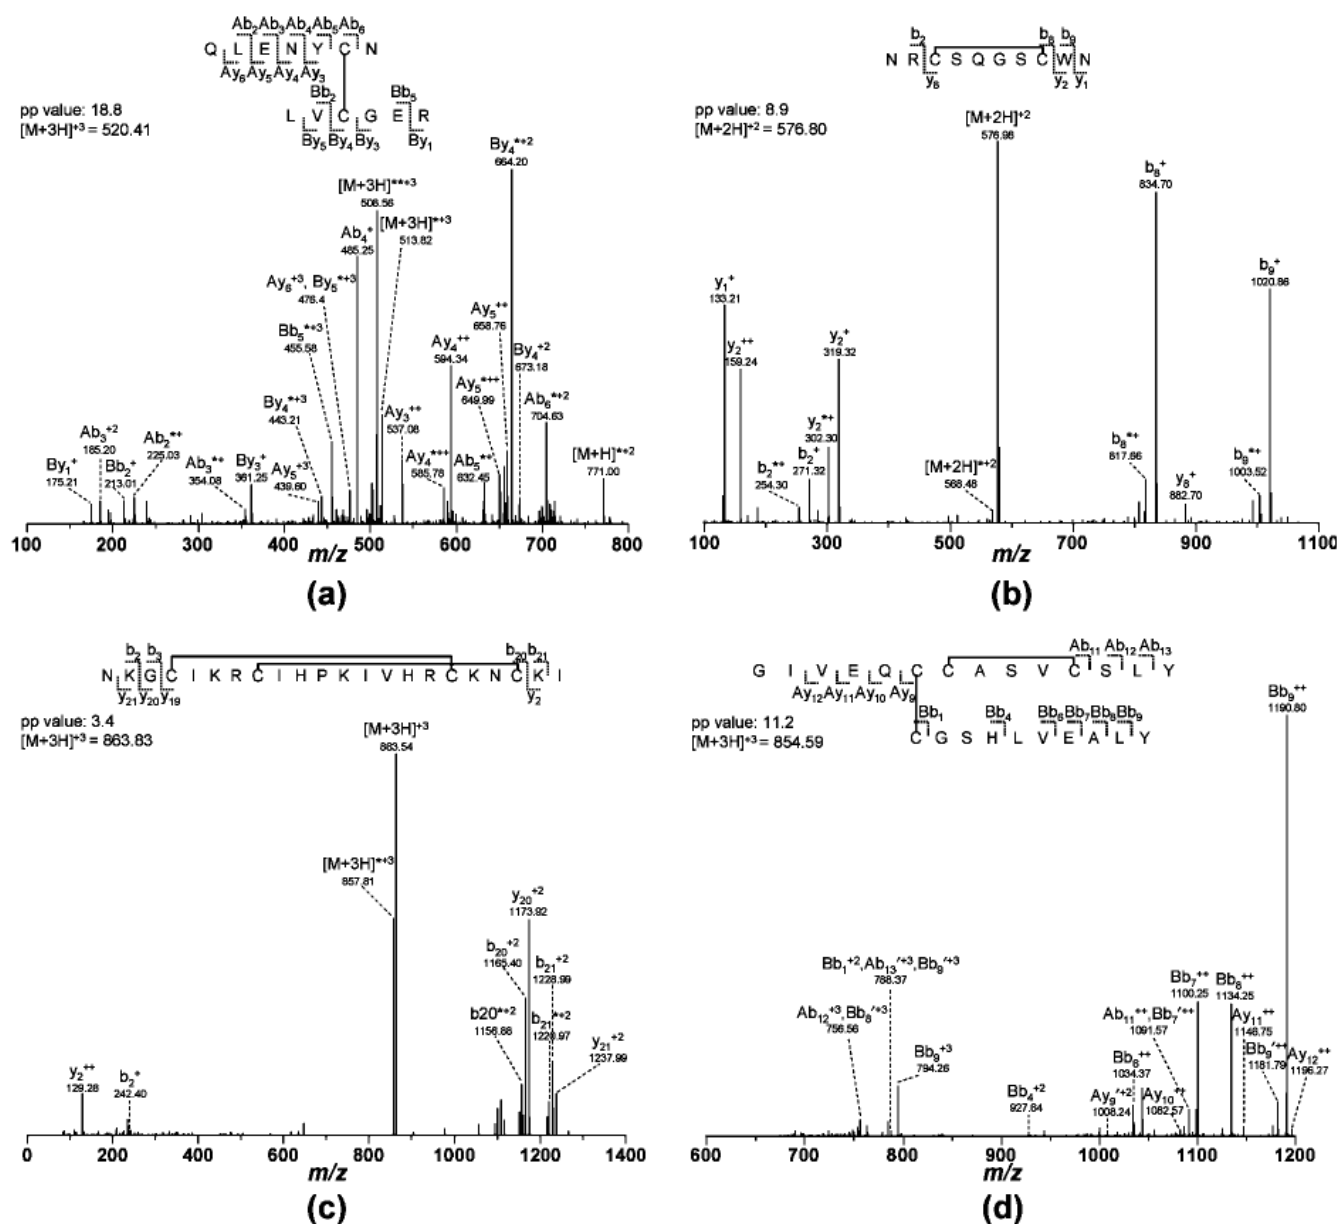 Ab2Ab3Ab4Ab5Ab6
Q L E N Y C N
Ay6Ay5Ay4Ay3
Bb2 Bb5
L V C G E R
By5 By4 By3 By1
pp value: 18.8
[M+3H]+3 = 520.41
By4*+2
664.20
[M+3H]**+3
508.56
[M+3H]*+3
513.82
Ab4+
485.25
Ay6+3, By5*+3
476.4
Bb5*+3
455.58
Ay5++
658.76
Ay4++
594.34
By4+2
673.18
Ay5*++
649.99
Ab6*+2
704.63
By4*+3
443.21
Ay3++
537.08
Ab3+2
185.20
Ab2*+
225.03
By1+
175.21
Bb2+
213.01
Ab3*+
354.08
By3+
361.25
Ay5+3
439.60
Ay4*++
585.78
Ab5*+
632.45
[M+H]*+2
771.00
100 200 300 400 500 600 700 800
m/z
(a)
b2 b8 b9
N R C S Q G S C W N
y8 y2 y1
pp value: 8.9
[M+2H]+2 = 576.80
[M+2H]+2
576.98
b8+
834.70
b9+
1020.86
y1+
133.21
y2++
159.24
y2+
319.32
y2*+
302.30
b2+
271.32
b2*+
254.30
[M+2H]*+2
568.48
b8*+
817.66
y8+
882.70
b9*+
1003.52
100 300 500 700 900 1100
m/z
(b)
b2 b3 b20 b21
N K G C I K R C I H P K I V H R C K N C K I
y21 y20 y19 y2
pp value: 3.4
[M+3H]+3 = 863.83
[M+3H]+3
863.54
[M+3H]*+3
857.81
y20+2
1173.92
b20+2
1165.40
b21+2
1228.99
b20*+2
1156.66
b21*+2
1220.97
y21+2
1237.99
y2++
129.28
b2+
242.40
0 200 400 600 800 1000 1200 1400
m/z
(c)
Ab11 Ab12 Ab13
G I V E Q C C A S V C S L Y
Ay12 Ay11 Ay10 Ay9
Bb1 Bb4 Bb6 Bb7 Bb8 Bb9
C G S H L V E A L Y
pp value: 11.2
[M+3H]+3 = 854.59
Bb9++
1190.80
Bb1+2,Ab13′+3,Bb9′+3
788.37
Ab12+3,Bb8′+3
756.56
Bb9+3
794.26
Bb7++
1100.25
Bb8++
1134.25
Ab11++,Bb7′++
1091.57
Ay11++
1146.75
Bb6++
1034.37
Bb9′++
1181.79
Ay12++
1196.27
Bb4+2
927.64
Ay9′+2
1008.24
Ay10++
1082.57
600 700 800 900 1000 1100 1200
m/z
(d)